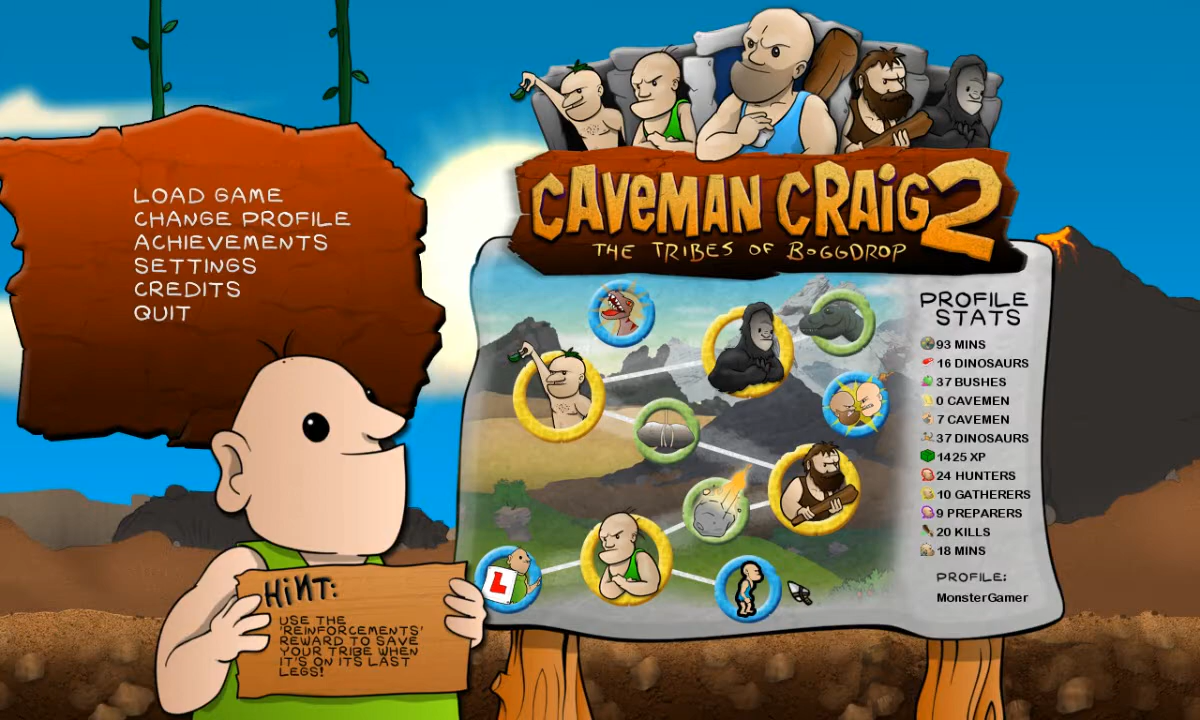 CAVEMAN CRAIG 2
THE TRIBES OF BOGGDROP
LOAD GAME
CHANGE PROFILE
ACHIEVEMENTS
SETTINGS
CREDITS
QUIT
PROFILE
STATS
93 MINS
16 DINOSAURS
37 BUSHES
0 CAVEMEN
7 CAVEMEN
37 DINOSAURS
1425 XP
24 HUNTERS
10 GATHERERS
9 PREPARERS
20 KILLS
18 MINS
PROFILE:
MonsterGamer
L
HINT:
USE THE
'REINFORCEMENTS'
REWARD TO SAVE
YOUR TRIBE WHEN
IT'S ON ITS LAST
LEGS!